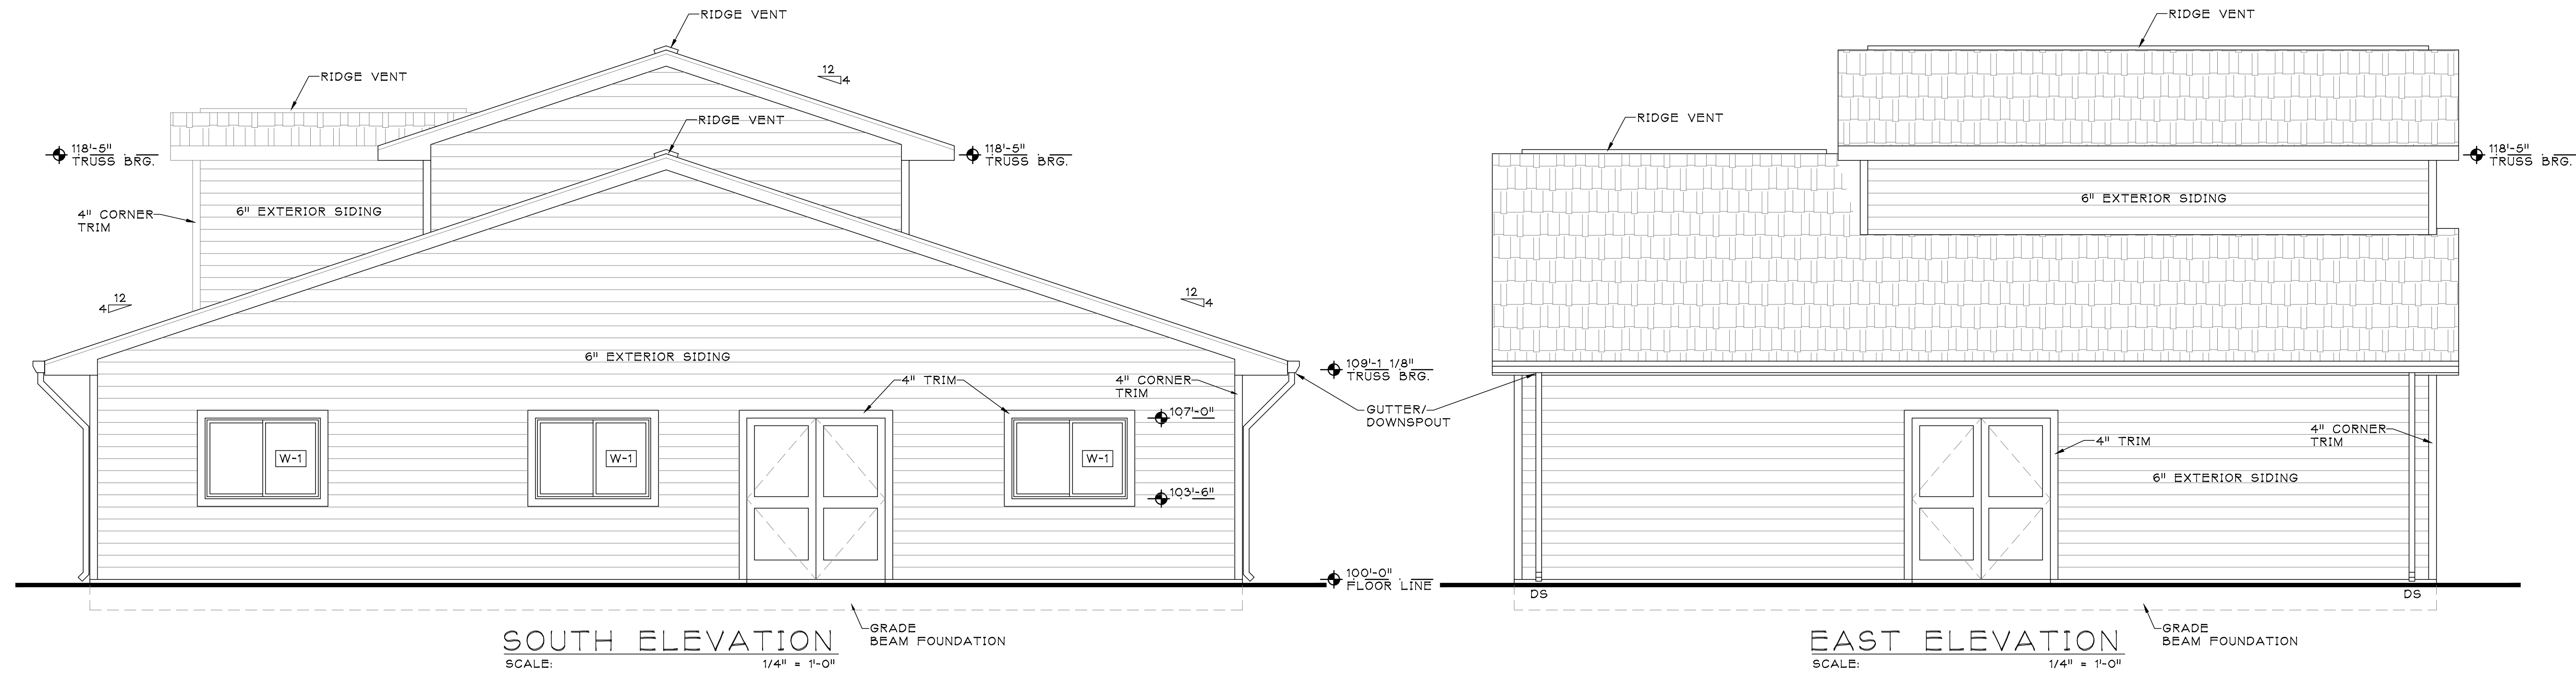 RIDGE VENT
RIDGE VENT
12
4
RIDGE VENT
118'-5"
TRUSS BRG.
118'-5"
TRUSS BRG.
4" CORNER
TRIM
6" EXTERIOR SIDING
12
4
12
4
6" EXTERIOR SIDING
109'-1 1/8"
TRUSS BRG.
4" TRIM
4" CORNER
TRIM
107'-0"
GUTTER/
DOWNSPOUT
W-1
W-1
W-1
103'-6"
100'-0"
FLOOR LINE
GRADE
BEAM FOUNDATION
SOUTH ELEVATION
SCALE: 1/4" = 1'-0"
RIDGE VENT
RIDGE VENT
118'-5"
TRUSS BRG.
6" EXTERIOR SIDING
4" CORNER
TRIM
4" TRIM
6" EXTERIOR SIDING
DS
DS
GRADE
BEAM FOUNDATION
EAST ELEVATION
SCALE: 1/4" = 1'-0"